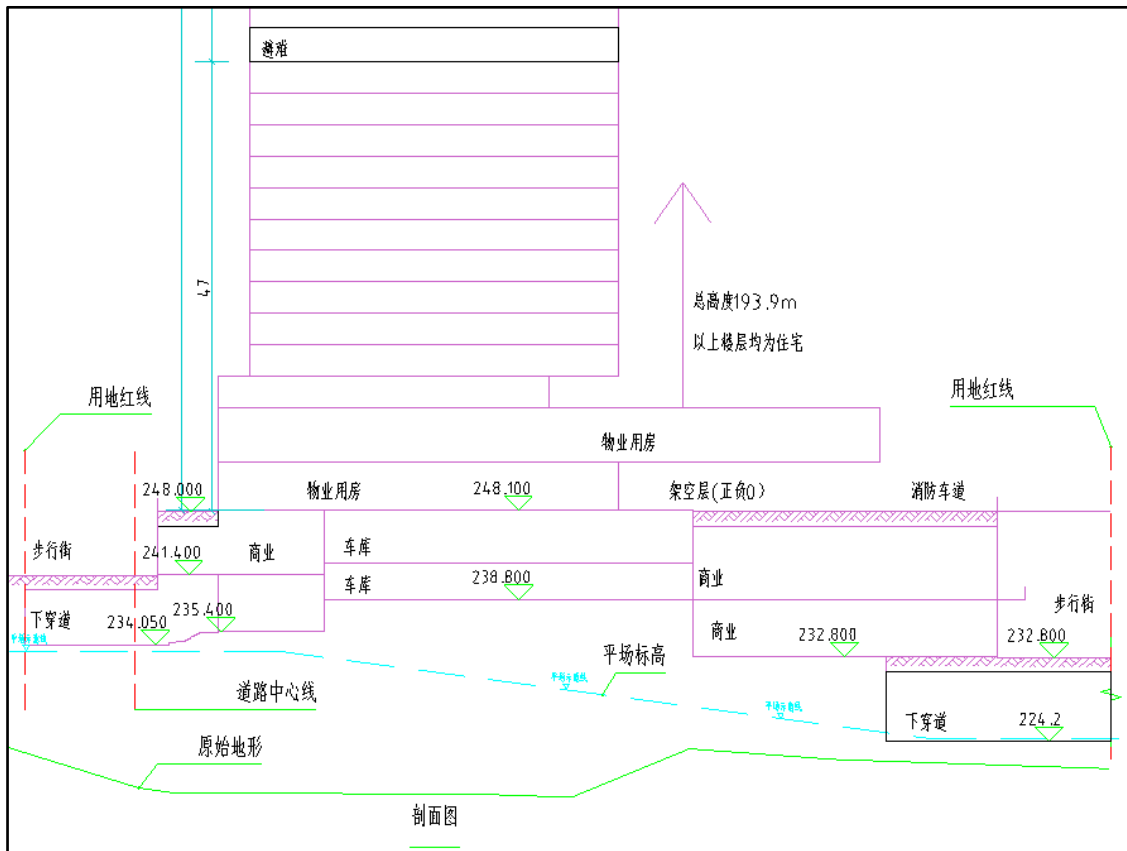 避难
47
总高度193.9m
以上楼层均为住宅
用地红线
用地红线
物业用房
248.000
物业用房
248.100
架空层(正负0)
消防车道
步行街
241.400
商业
车库
车库
238.800
商业
步行街
下穿道
234.050
235.400
商业
232.800
232.800
平场标高
道路中心线
下穿道
224.2
原始地形
剖面图